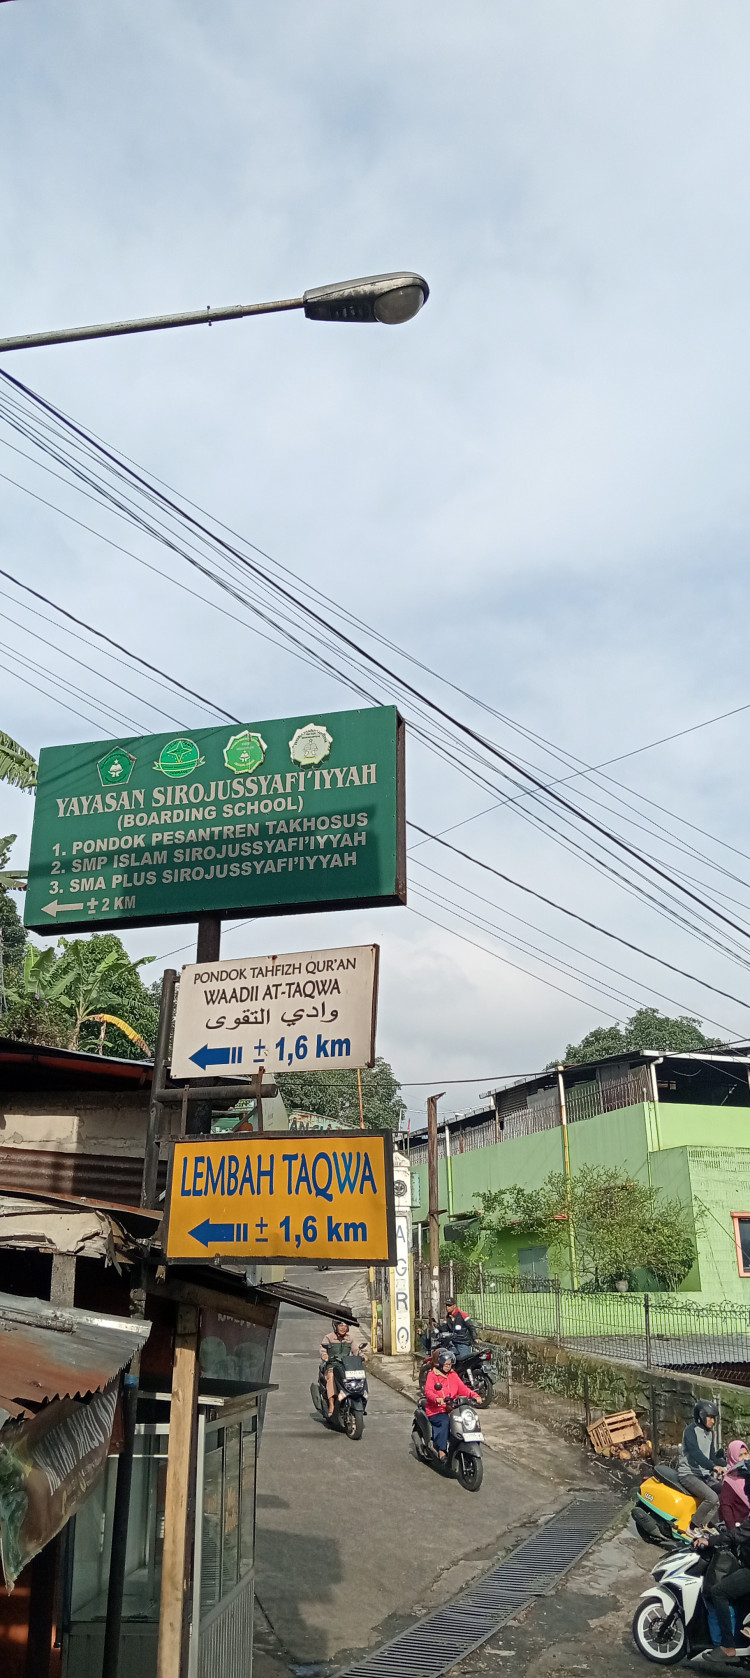 YAYASAN SIROJUSSYAFI'IYYAH
(BOARDING SCHOOL)
1. PONDOK PESANTREN TAKHOSUS
2. SMP ISLAM SIROJUSSYAFI'IYYAH
3. SMA PLUS SIROJUSSYAFI'IYYAH
± 2 KM
PONDOK TAHFIZH QUR'AN
WAADII AT-TAQWA
وادي التقوى
± 1,6 km
LEMBAH TAQWA
± 1,6 km
AGRO